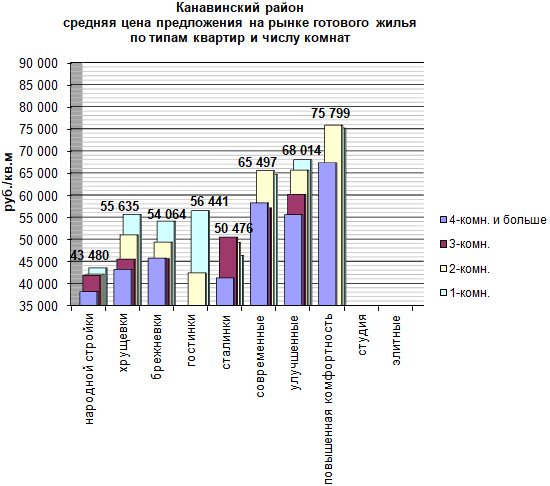 Канавинский район
средняя цена предложения на рынке готового жилья
по типам квартир и числу комнат
руб./кв.м
90 000
85 000
80 000
75 000
70 000
65 000
60 000
55 000
50 000
45 000
40 000
35 000
43 480
55 635
54 064
56 441
50 476
65 497
68 014
75 799
народной стройки
хрущевки
брежневки
гостинки
сталинки
современные
улучшенные
повышенная комфортность
студия
элитные
4-комн. и больше
3-комн.
2-комн.
1-комн.